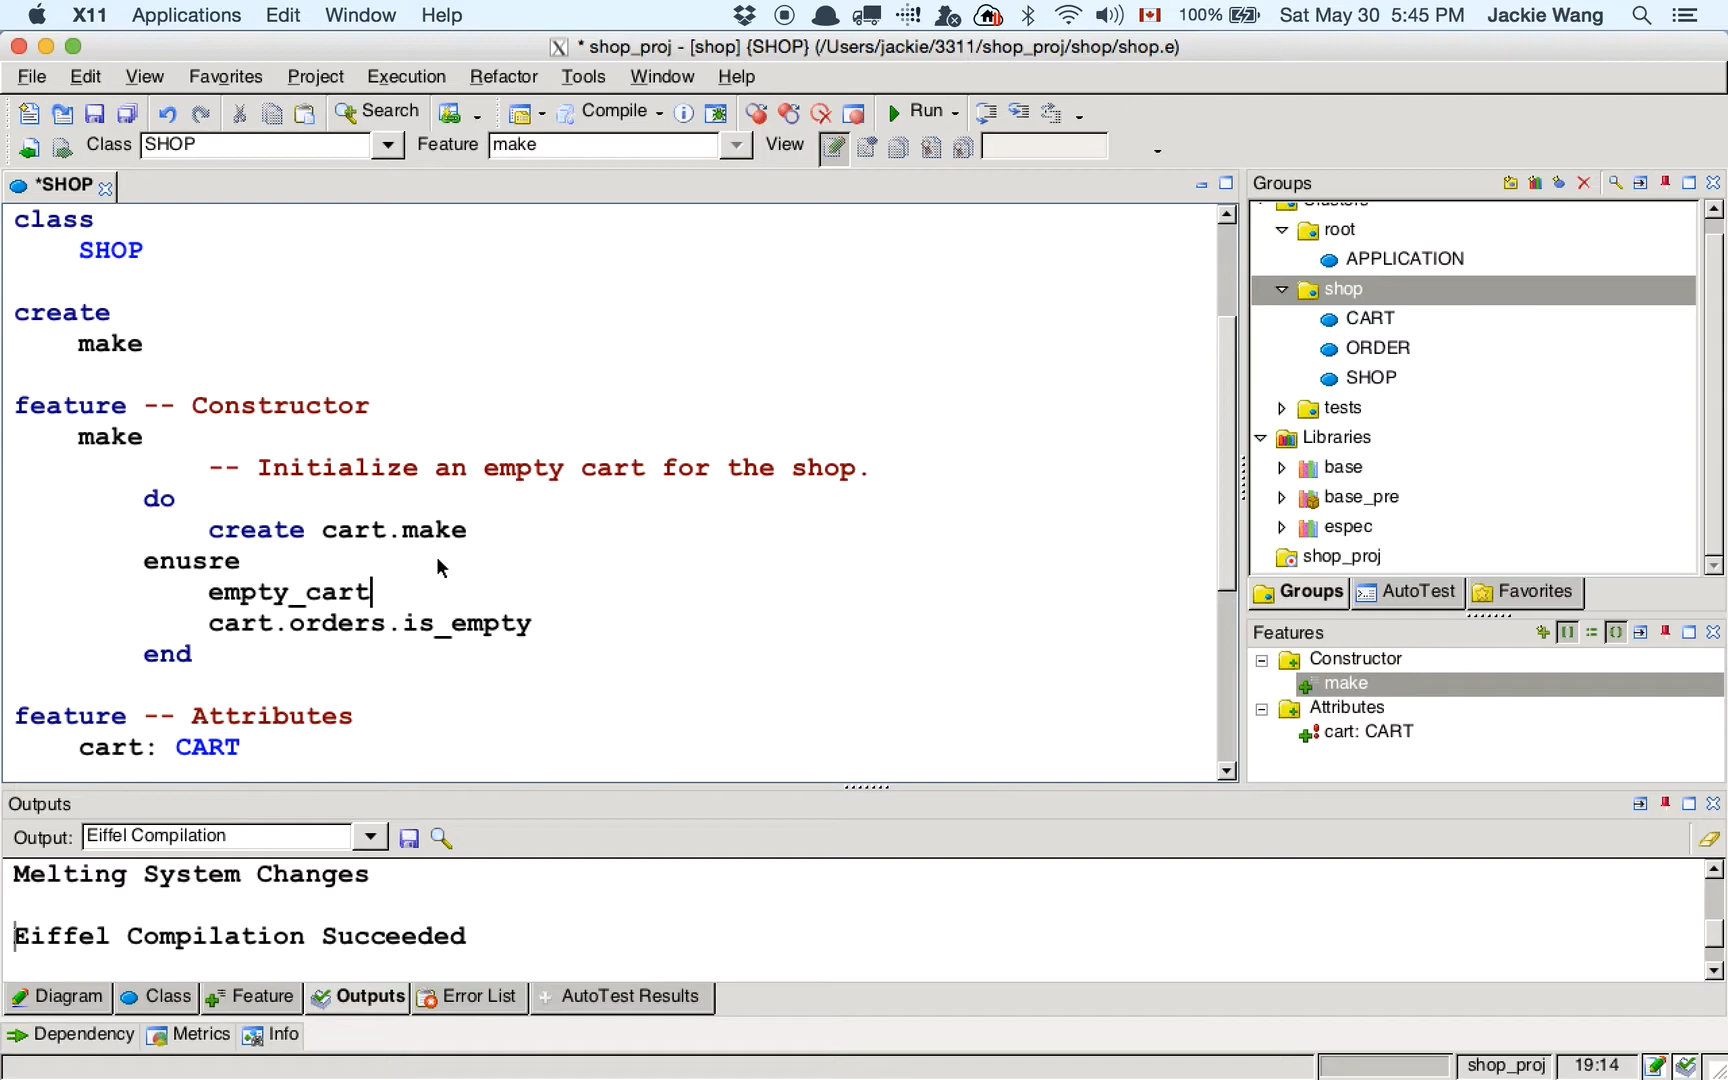 X11 Applications Edit Window Help 100% Sat May 30 5:45 PM Jackie Wang
* shop_proj - [shop] {SHOP} (/Users/jackie/3311/shop_proj/shop/shop.e)
File Edit View Favorites Project Execution Refactor Tools Window Help
Search Compile Run
Class SHOP Feature make View
*SHOP
class
SHOP
create
make
feature -- Constructor
make
-- Initialize an empty cart for the shop.
do
create cart.make
enusre
empty_cart
cart.orders.is_empty
end
feature -- Attributes
cart: CART
Groups
Clusters
root
APPLICATION
shop
CART
ORDER
SHOP
tests
Libraries
base
base_pre
espec
shop_proj
Groups AutoTest Favorites
Features
Constructor
make
Attributes
cart: CART
Outputs
Output: Eiffel Compilation
Melting System Changes
Eiffel Compilation Succeeded
Diagram Class Feature Outputs Error List AutoTest Results
Dependency Metrics Info
shop_proj 19:14